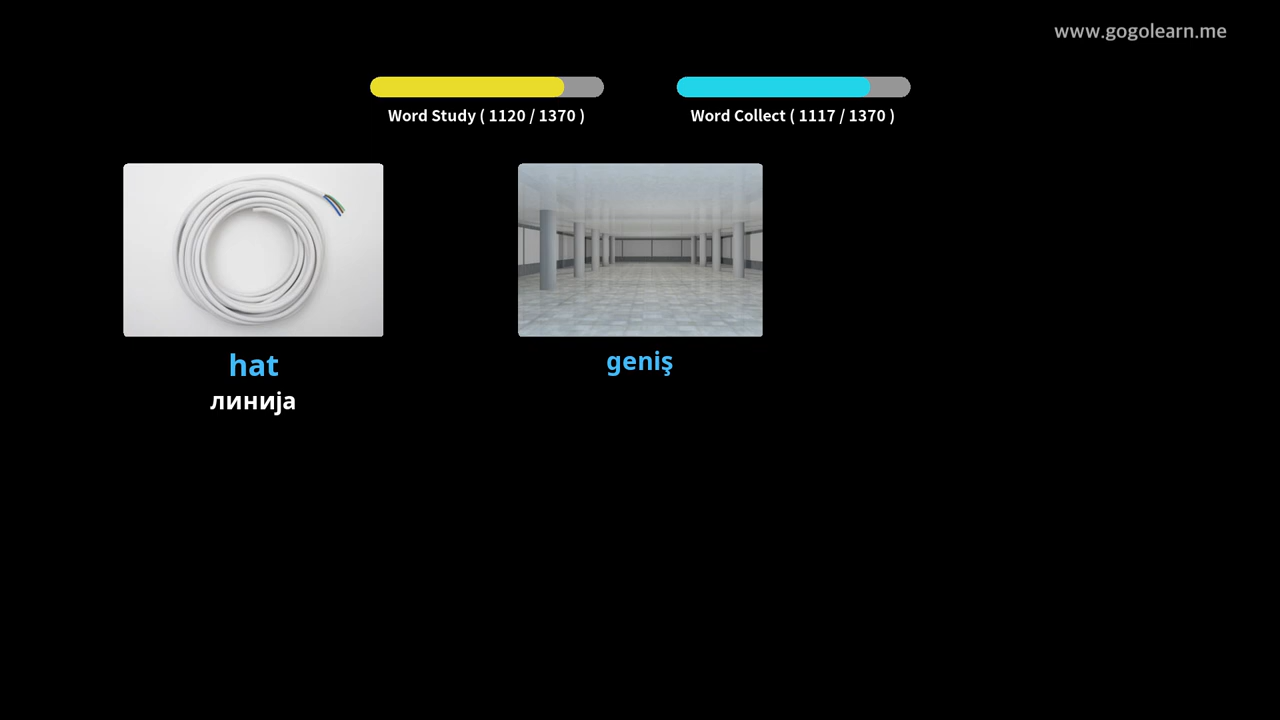 www.gogolearn.me
Word Study ( 1120 / 1370 )
Word Collect ( 1117 / 1370 )
hat
линија
geniş